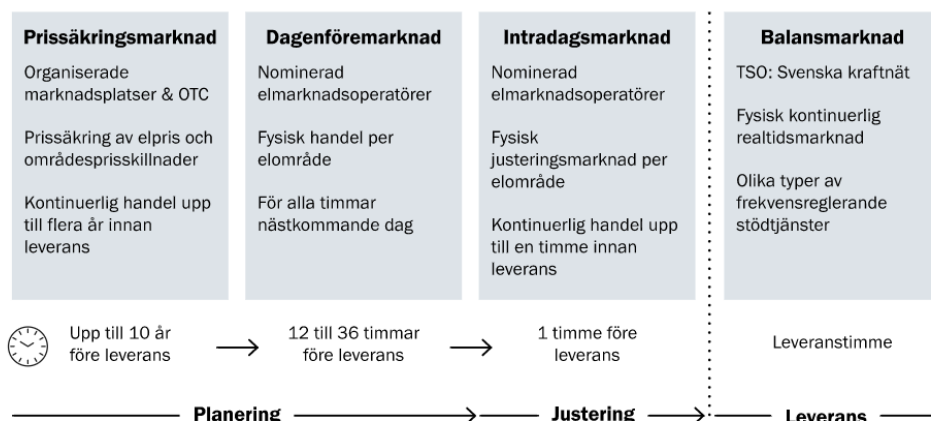 Prissäkringsmarknad
Organiserade
marknadsplatser & OTC
Prissäkring av elpris och
områdesprisskillnader
Kontinuerlig handel upp
till flera år innan
leverans
Dagenföremarknad
Nominerad
elmarknadsoperatörer
Fysisk handel per
elområde
För alla timmar
nästkommande dag
Intradagsmarknad
Nominerad
elmarknadsoperatörer
Fysisk
justeringsmarknad per
elområde
Kontinuerlig handel upp
till en timme innan
leverans
Balansmarknad
TSO: Svenska kraftnät
Fysisk kontinuerlig
realtidsmarknad
Olika typer av
frekvensreglerande
stödtjänster
Upp till 10 år
före leverans
12 till 36 timmar
före leverans
1 timme före
leverans
Leveranstimme
Planering
Justering
Leverans